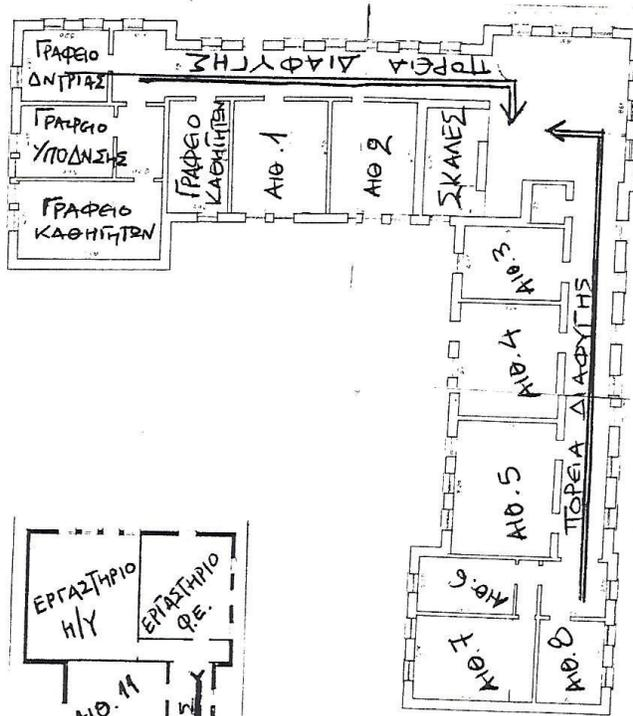 ΓΡΑΦΕΙΟ
ΔΝΤΡΙΑΣ
ΠΟΡΕΙΑ ΔΙΑΦΥΓΗΣ
ΓΡΑΦΕΙΟ
ΥΠΟΔΝΣΗΣ
ΓΡΑΦΕΙΟ
ΚΑΘΗΓΗΤΩΝ
ΓΡΑΦΕΙΟ
ΚΑΘΗΓΗΤΩΝ
ΑΙΘ. 1
ΑΙΘ 2
ΣΚΑΛΕΣ
ΑΙΘ. 3
ΑΙΘ. 4
ΑΙΘ. 5
ΠΟΡΕΙΑ ΔΙΑΦΥΓΗΣ
ΑΙΘ. 6
ΑΙΘ. 7
ΑΙΘ. 8
ΕΡΓΑΣΤΗΡΙΟ
Η/Υ
ΕΡΓΑΣΤΗΡΙΟ
Φ.Ε.
ΑΙΘ. 11